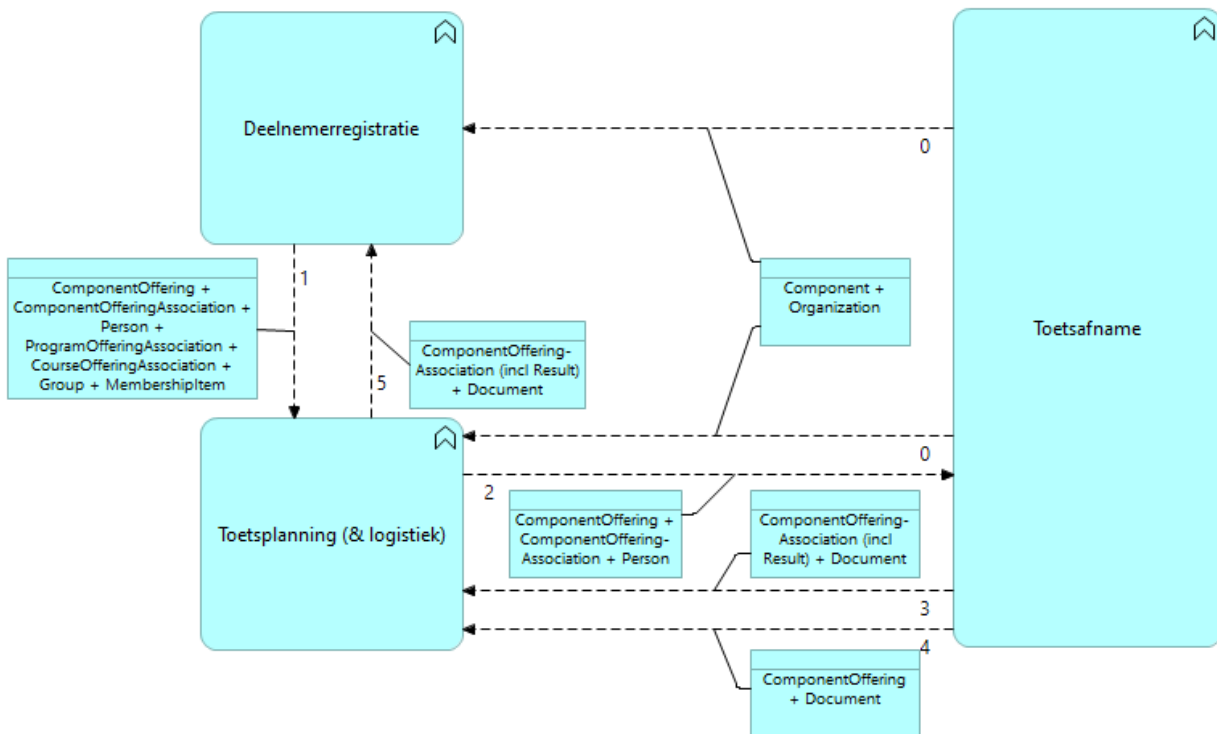 Deelnemerregistratie
0
1
ComponentOffering +
ComponentOfferingAssociation +
Person +
ProgramOfferingAssociation +
CourseOfferingAssociation +
Group + MembershipItem
Component +
Organization
Toetsafname
ComponentOffering-
Association (incl Result)
+ Document
5
0
Toetsplanning (& logistiek)
2
ComponentOffering +
ComponentOffering-
Association + Person
ComponentOffering-
Association (incl
Result) + Document
3
4
ComponentOffering
+ Document